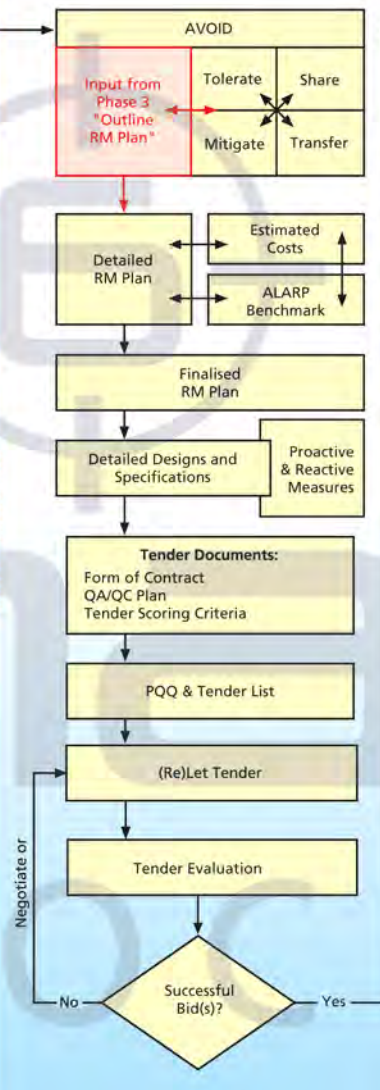 AVOID
Input from
Phase 3
"Outline
RM Plan"
Tolerate
Share
Mitigate
Transfer
Detailed
RM Plan
Estimated
Costs
ALARP
Benchmark
Finalised
RM Plan
Detailed Designs and
Specifications
Proactive
& Reactive
Measures
Tender Documents:
Form of Contract
QA/QC Plan
Tender Scoring Criteria
PQQ & Tender List
(Re)Let Tender
Negotiate or
Tender Evaluation
Successful
Bid(s)?
No
Yes